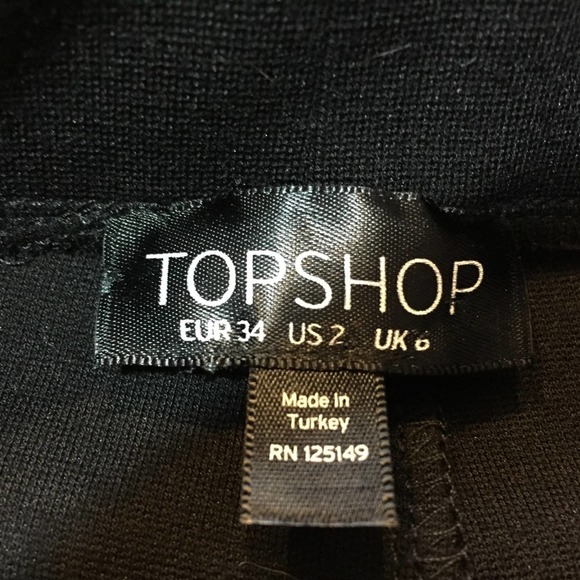 TOPSHOP
EUR 34 US 2 UK 6
Made in
Turkey
RN 125149